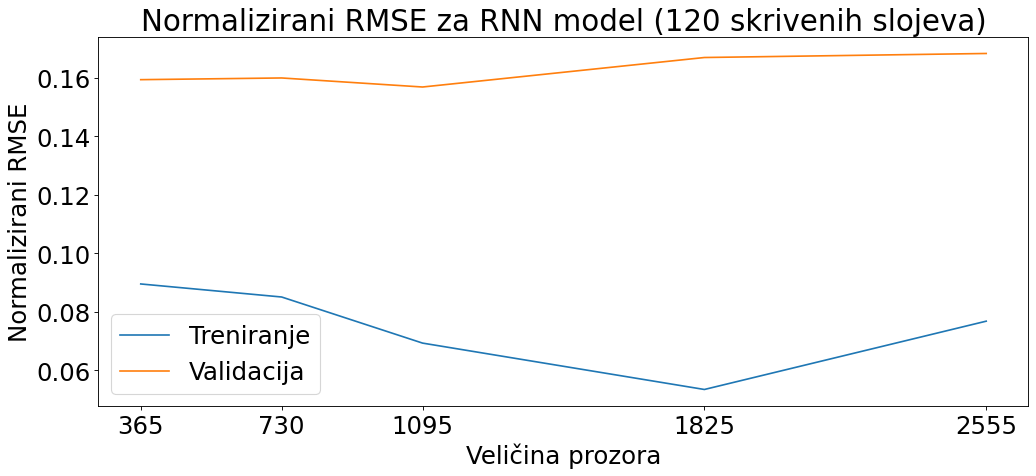 Normalizirani RMSE za RNN model (120 skrivenih slojeva)
Normalizirani RMSE
0.16
0.14
0.12
0.10
0.08
0.06
Treniranje
Validacija
365 730 1095 1825 2555
Veličina prozora